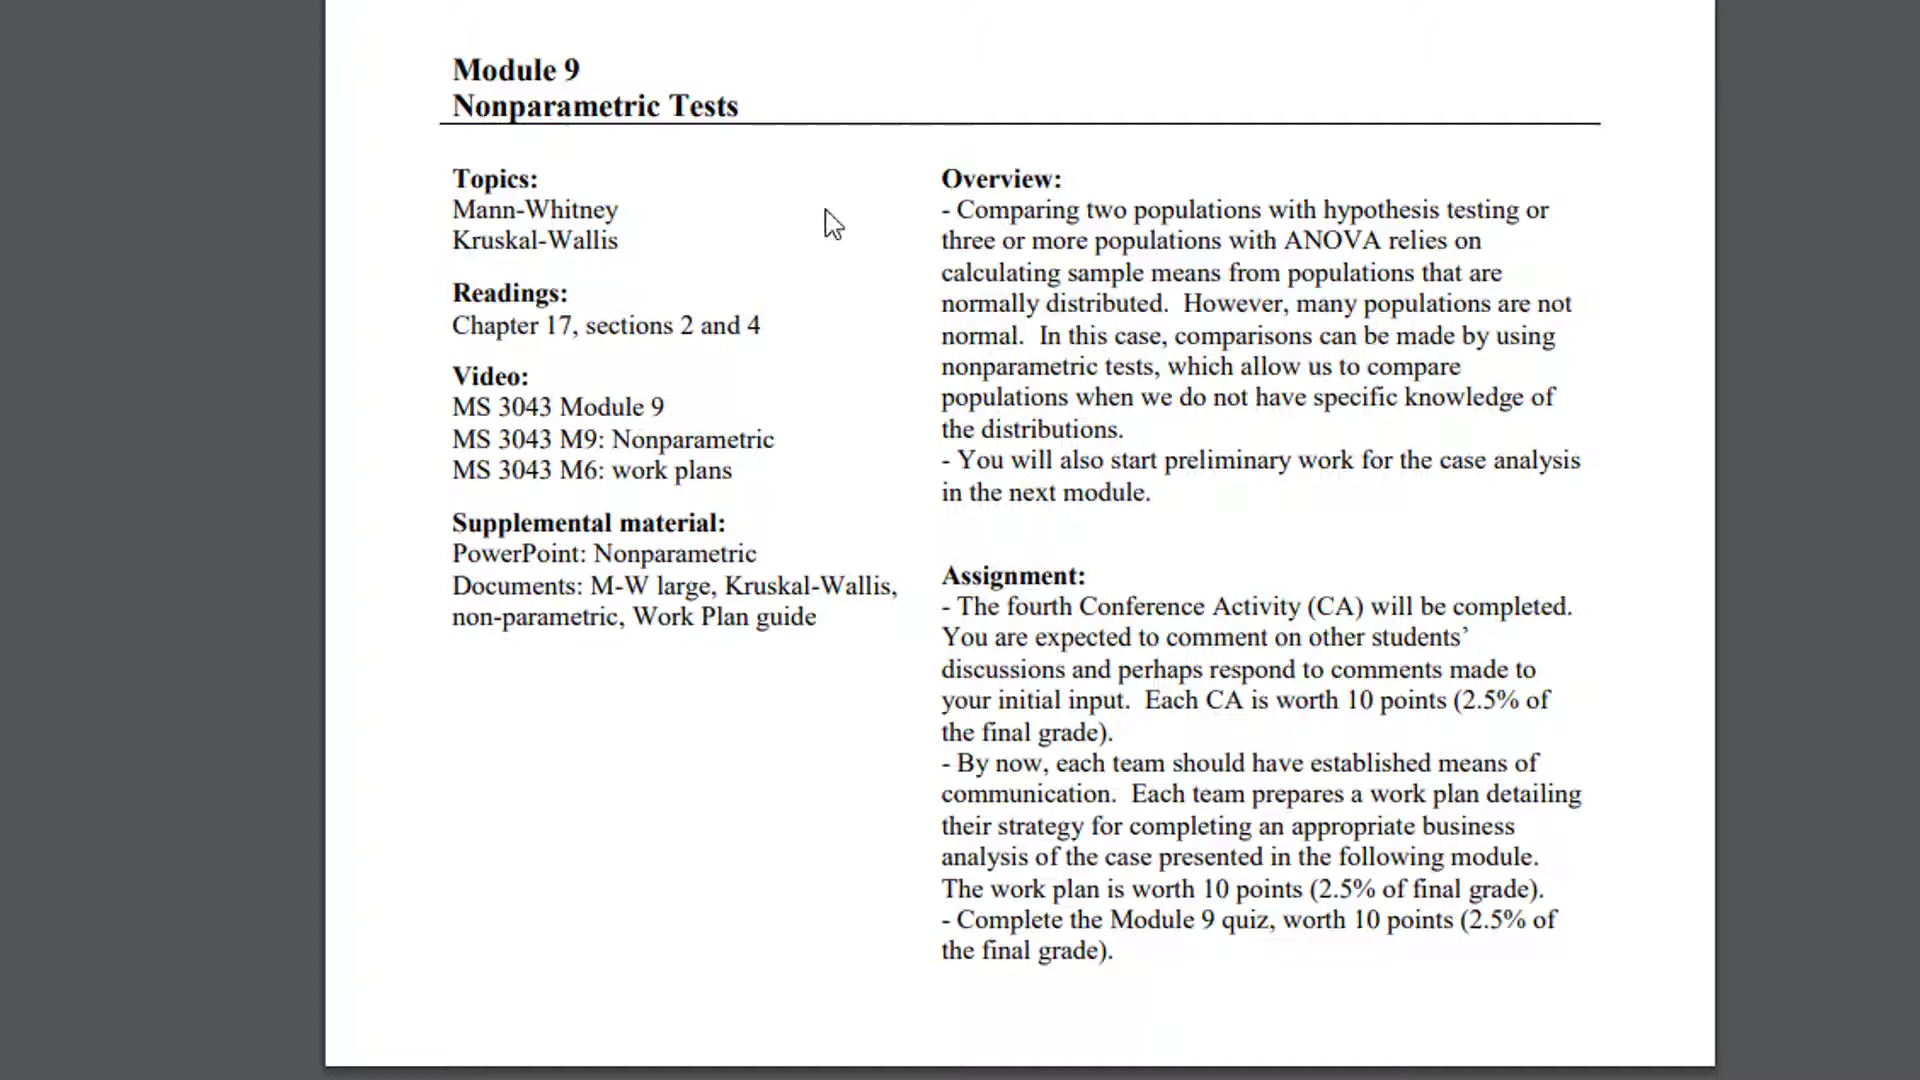 Module 9
Nonparametric Tests
Topics:
Mann-Whitney
Kruskal-Wallis
Readings:
Chapter 17, sections 2 and 4
Video:
MS 3043 Module 9
MS 3043 M9: Nonparametric
MS 3043 M6: work plans
Supplemental material:
PowerPoint: Nonparametric
Documents: M-W large, Kruskal-Wallis,
non-parametric, Work Plan guide
Overview:
- Comparing two populations with hypothesis testing or
three or more populations with ANOVA relies on
calculating sample means from populations that are
normally distributed.  However, many populations are not
normal.  In this case, comparisons can be made by using
nonparametric tests, which allow us to compare
populations when we do not have specific knowledge of
the distributions.
- You will also start preliminary work for the case analysis
in the next module.
Assignment:
- The fourth Conference Activity (CA) will be completed.
You are expected to comment on other students’
discussions and perhaps respond to comments made to
your initial input.  Each CA is worth 10 points (2.5% of
the final grade).
- By now, each team should have established means of
communication.  Each team prepares a work plan detailing
their strategy for completing an appropriate business
analysis of the case presented in the following module.
The work plan is worth 10 points (2.5% of final grade).
- Complete the Module 9 quiz, worth 10 points (2.5% of
the final grade).